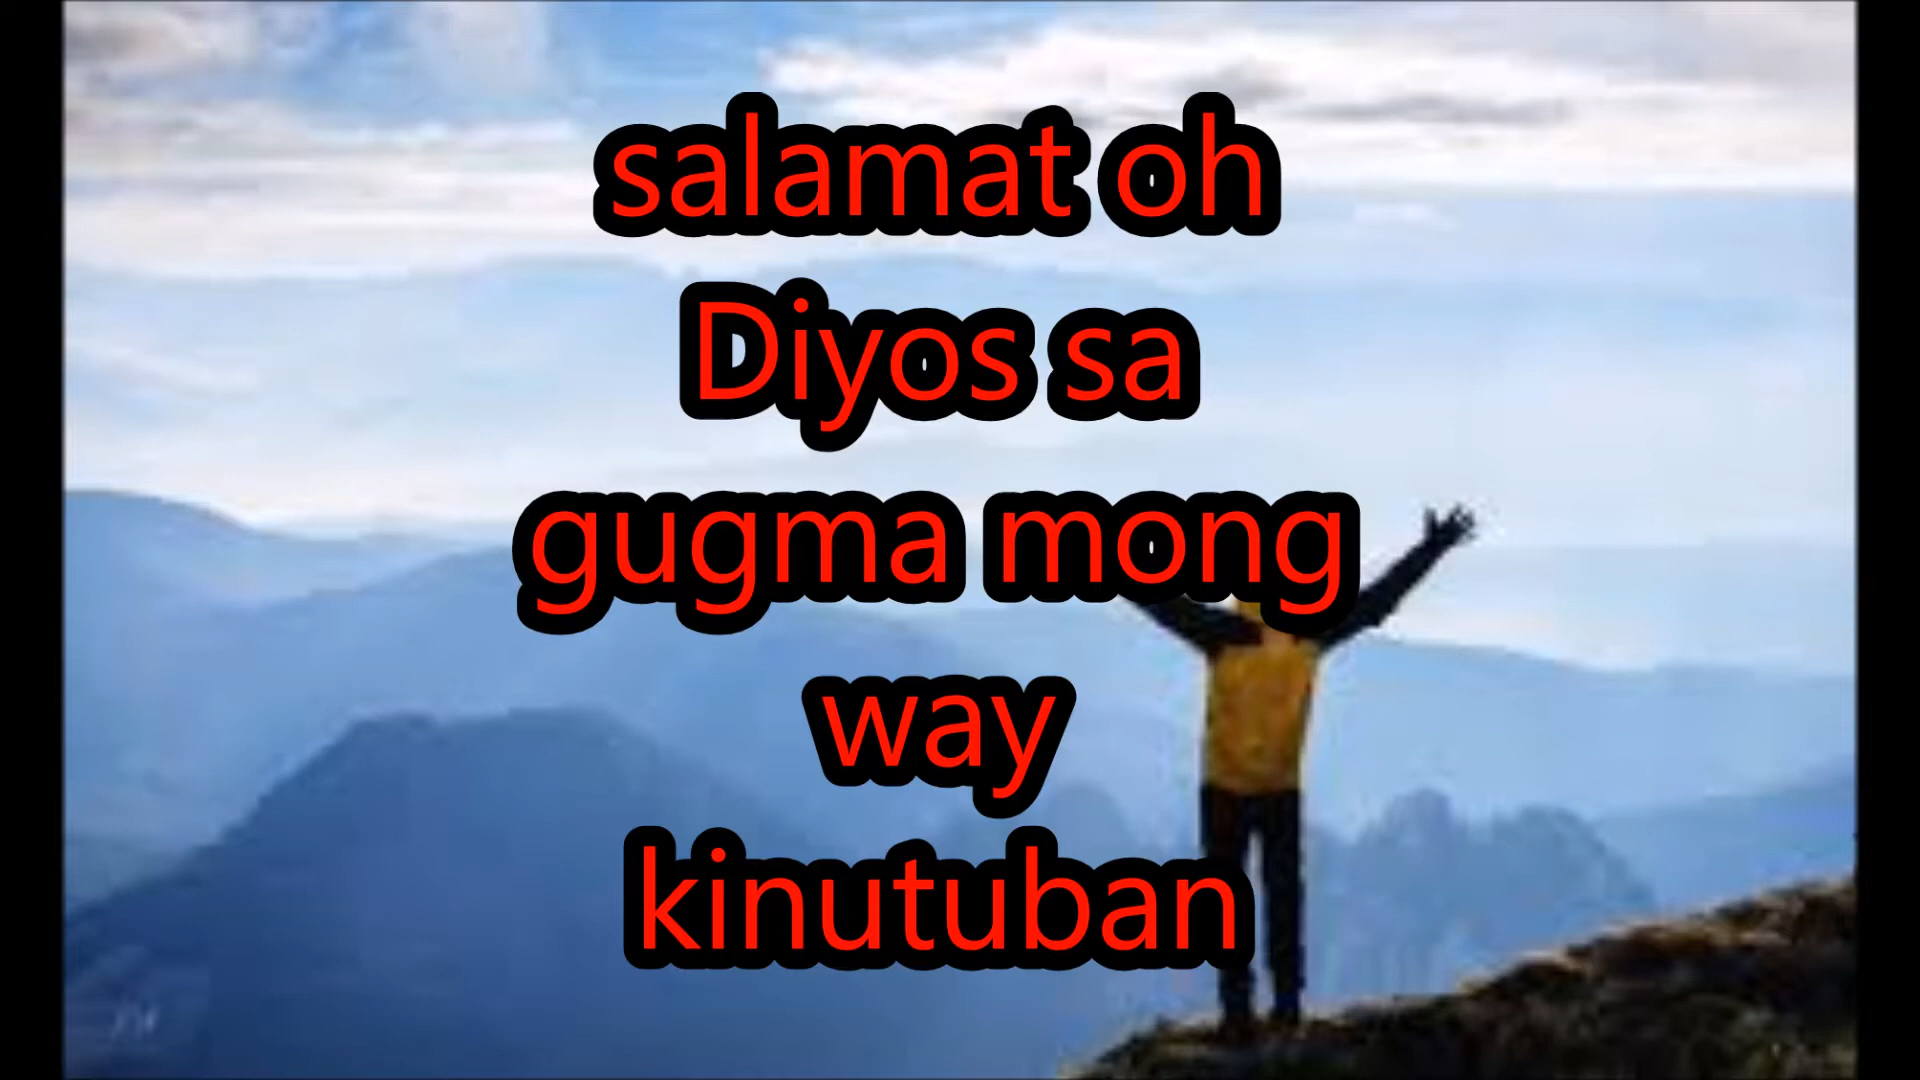 salamat oh
Diyos sa
gugma mong
way
kinutuban